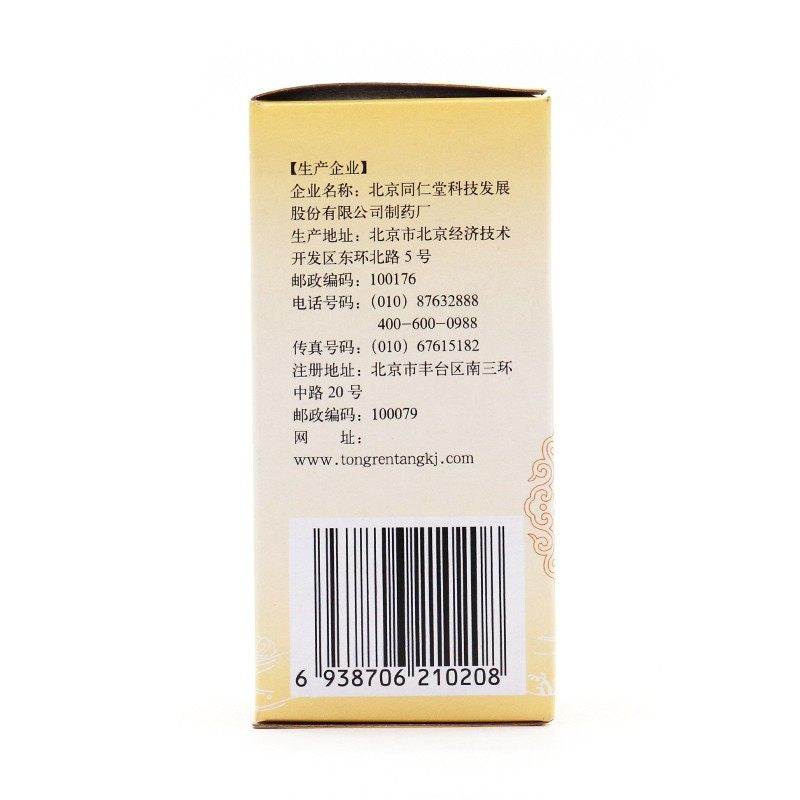 【生产企业】
企业名称：北京同仁堂科技发展
股份有限公司制药厂
生产地址：北京市北京经济技术
开发区东环北路 5 号
邮政编码：100176
电话号码：（010）87632888
400-600-0988
传真号码：（010）67615182
注册地址：北京市丰台区南三环
中路 20 号
邮政编码：100079
网　　址：
www.tongrentangkj.com
6 938706 210208